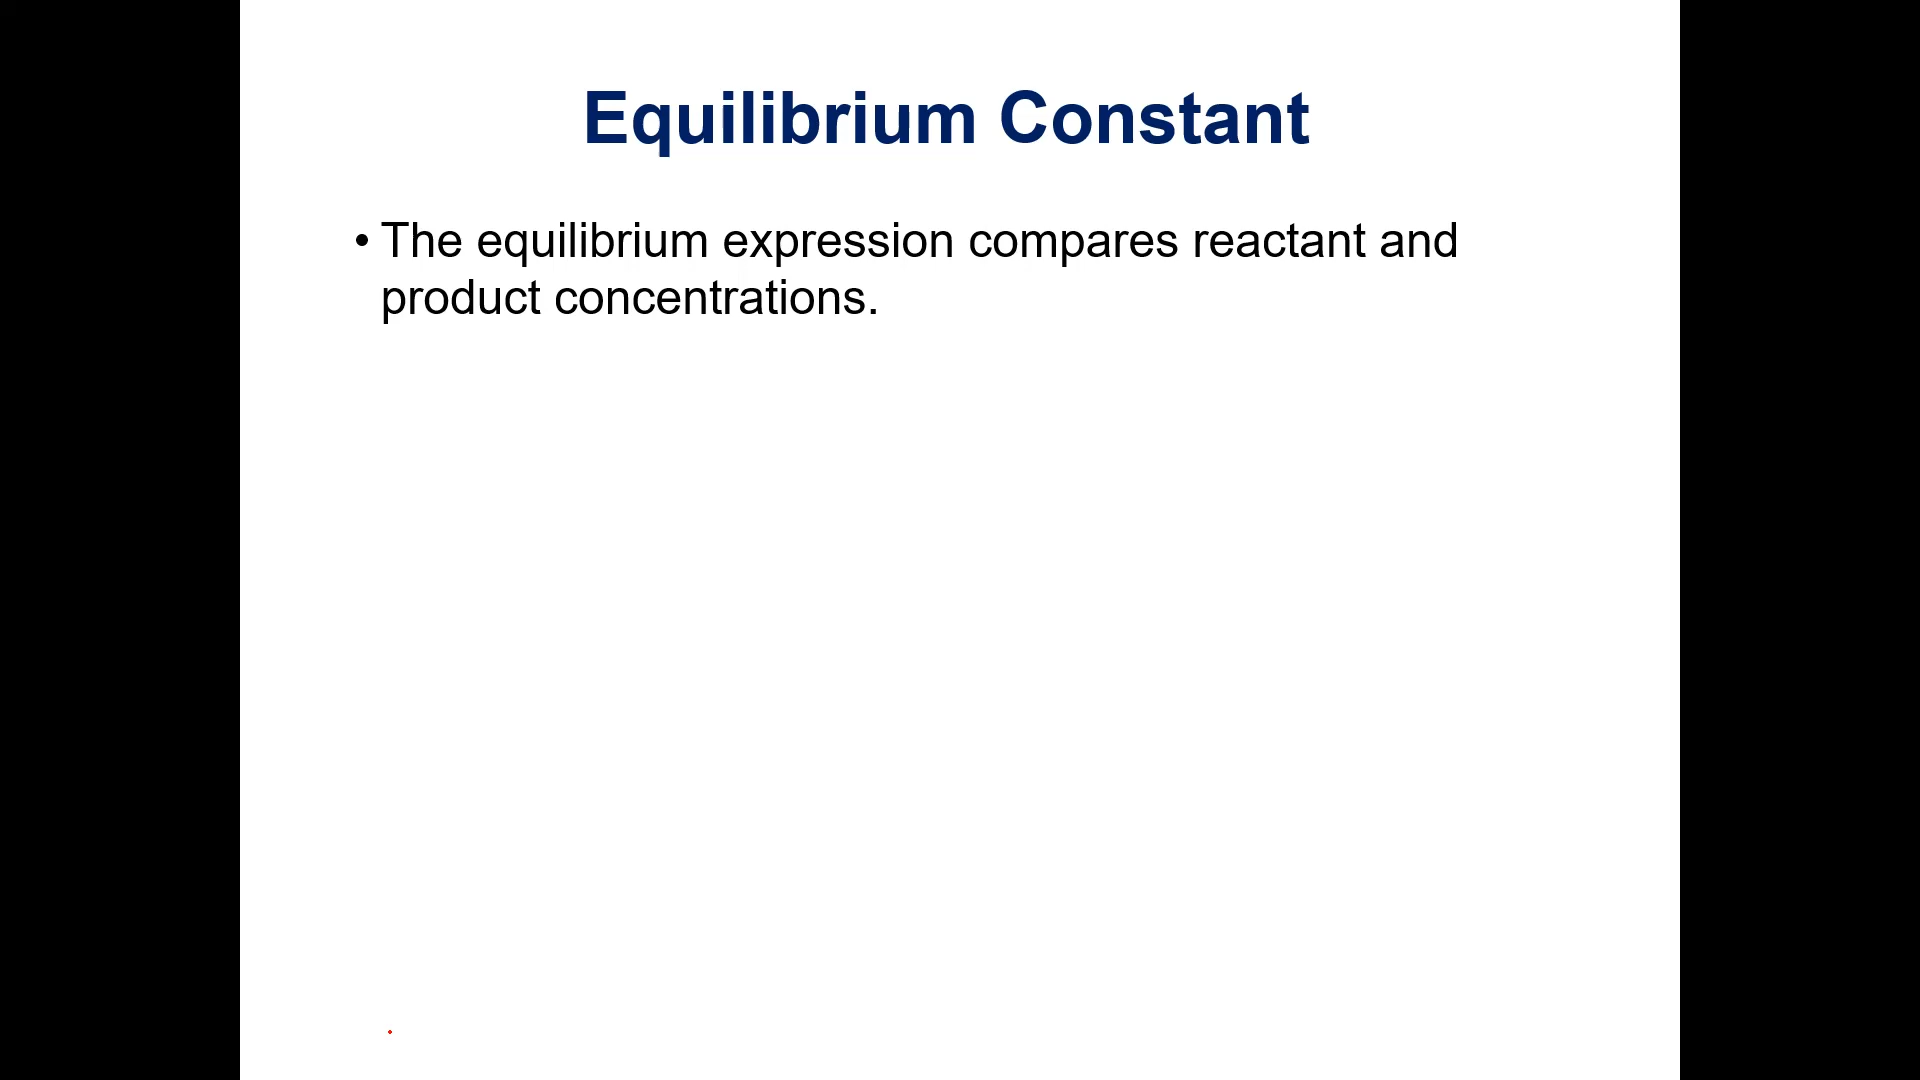 Equilibrium Constant
• The equilibrium expression compares reactant and
product concentrations.